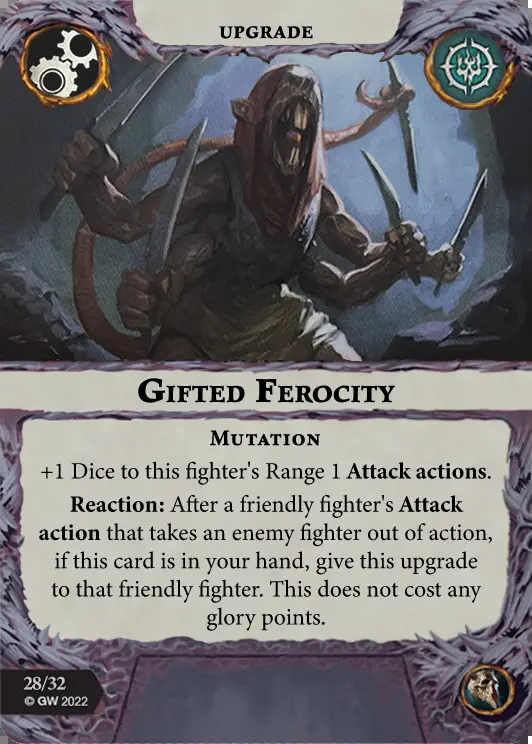 UPGRADE
GIFTED FEROCITY
MUTATION
+1 Dice to this fighter's Range 1 Attack actions.
Reaction: After a friendly fighter's Attack
action that takes an enemy fighter out of action,
if this card is in your hand, give this upgrade
to that friendly fighter. This does not cost any
glory points.
28/32
© GW 2022